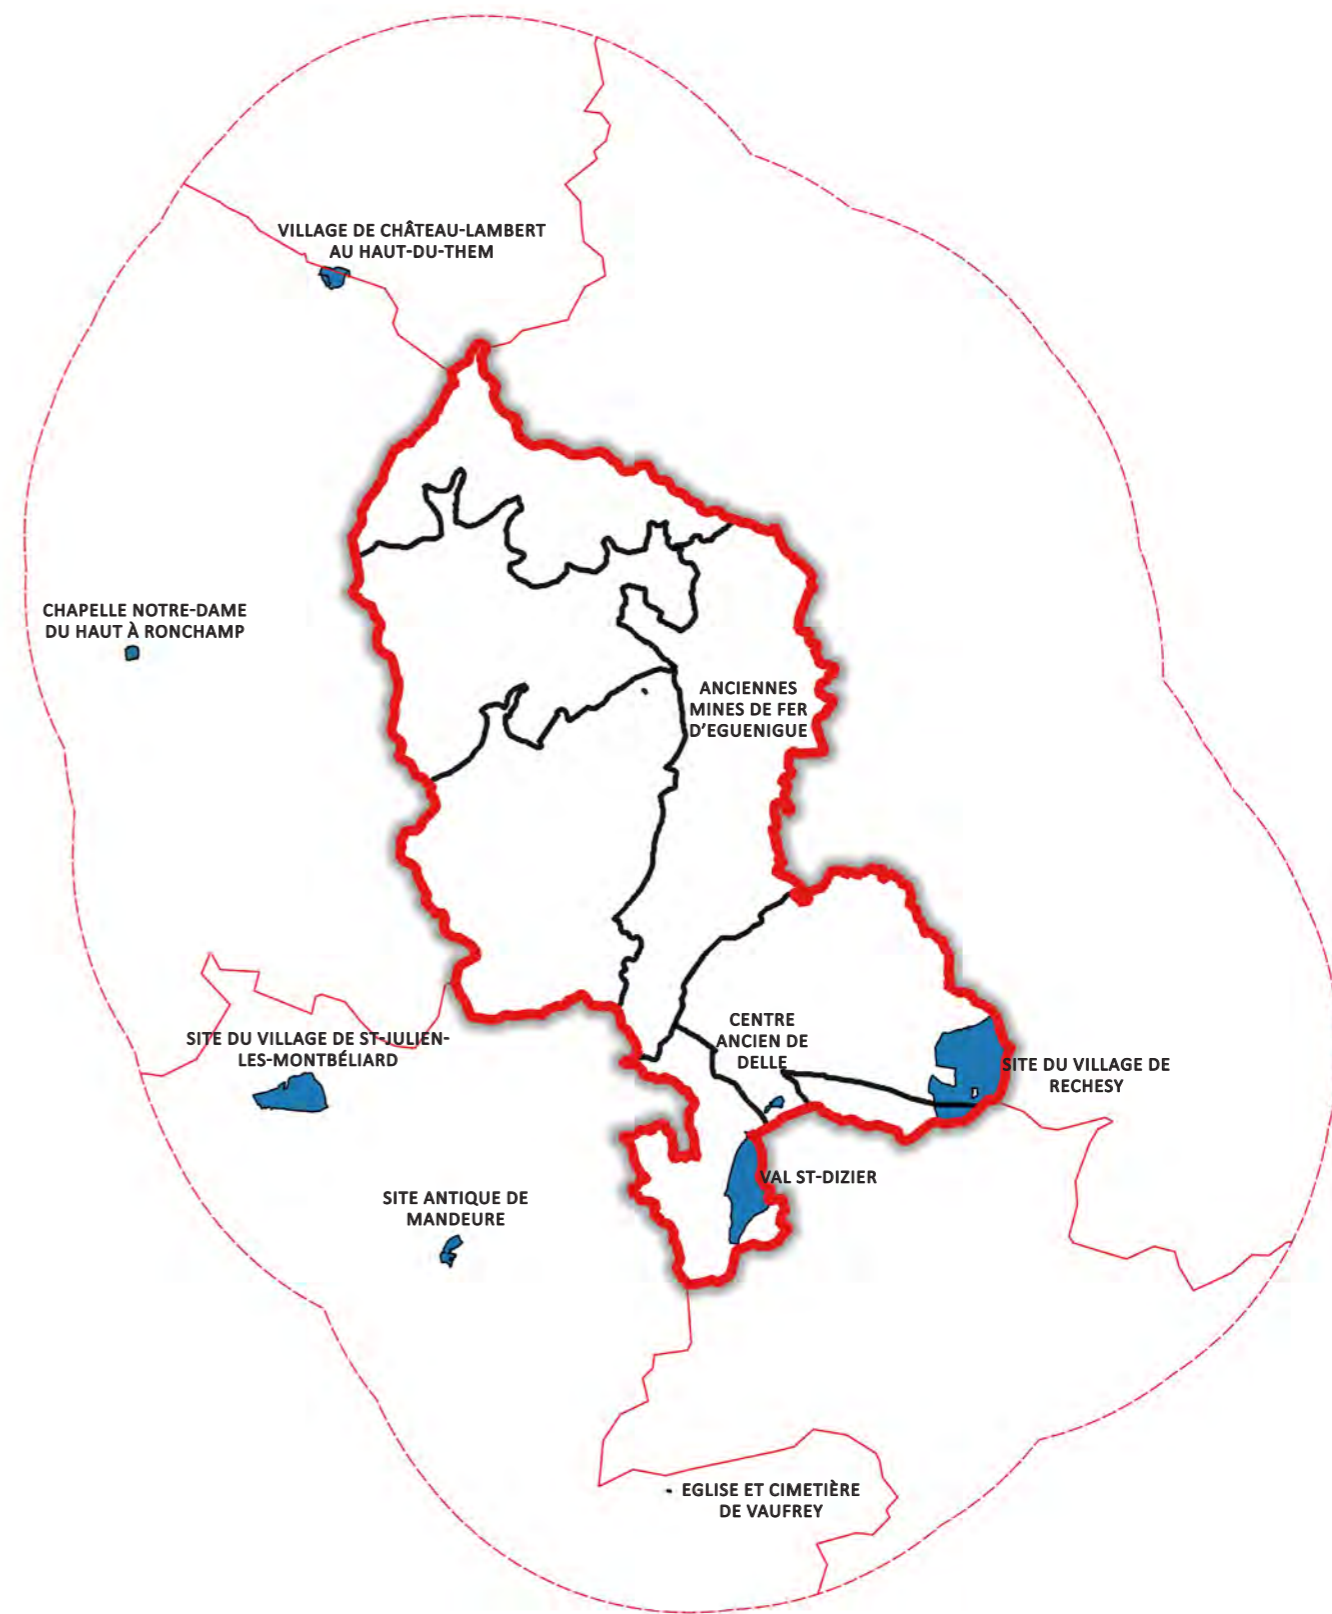 VILLAGE DE CHÂTEAU-LAMBERT
AU HAUT-DU-THEM
CHAPELLE NOTRE-DAME
DU HAUT À RONCHAMP
ANCIENNES
MINES DE FER
D'EGUENIGUE
CENTRE
ANCIEN DE
DELLE
SITE DU VILLAGE DE ST-JULIEN-
LES-MONTBÉLIARD
SITE DU VILLAGE DE
RECHESY
VAL ST-DIZIER
SITE ANTIQUE DE
MANDEURE
EGLISE ET CIMETIÈRE
DE VAUFREY